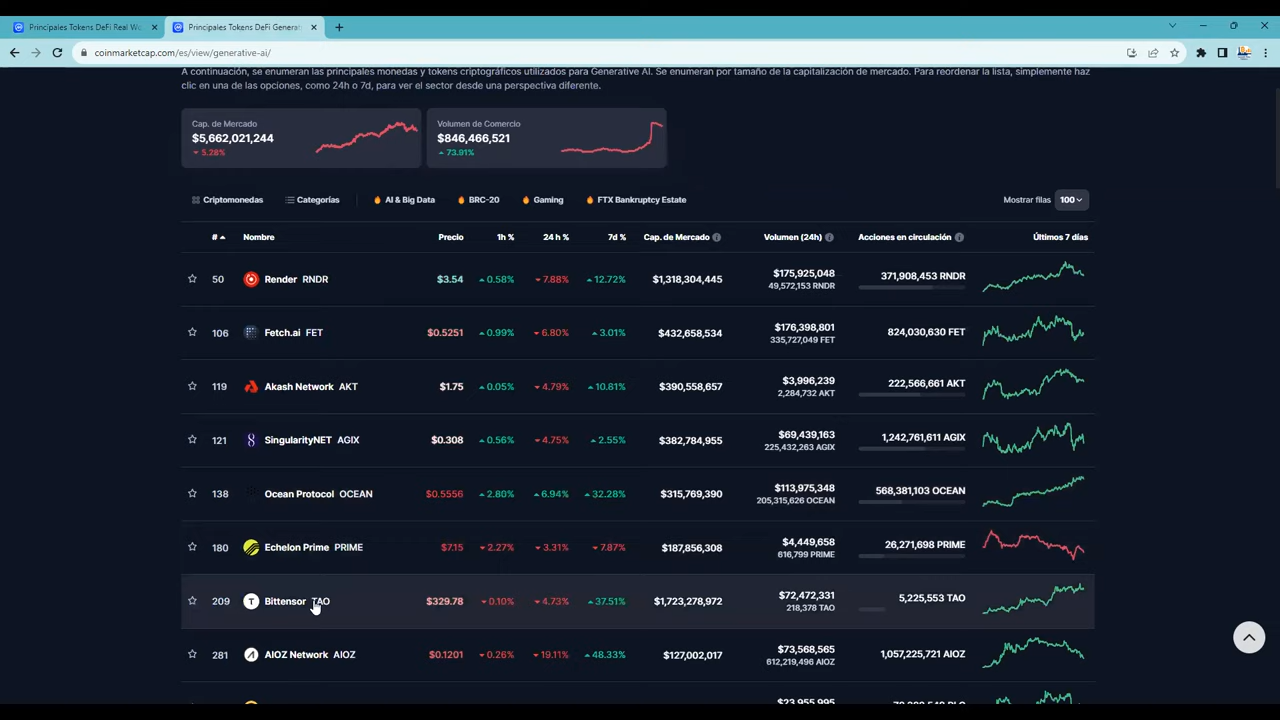 Principales Tokens DeFi Real Wo
Principales Tokens DeFi Generat
coinmarketcap.com/es/view/generative-ai/
A continuación, se enumeran las principales monedas y tokens criptográficos utilizados para Generative AI. Se enumeran por tamaño de la capitalización de mercado. Para reordenar la lista, simplemente haz
clic en una de las opciones, como 24h o 7d, para ver el sector desde una perspectiva diferente.
Cap. de Mercado
$5,662,021,244
5.28%
Volumen de Comercio
$846,466,521
73.91%
Criptomonedas Categorías AI & Big Data BRC-20 Gaming FTX Bankruptcy Estate Mostrar filas 100
# Nombre Precio 1h % 24 h % 7d % Cap. de Mercado Volumen (24h) Acciones en circulación Últimos 7 días
50 Render RNDR $3.54 0.58% 7.88% 12.72% $1,318,304,445 $175,925,048 371,908,453 RNDR
49,572,153 RNDR
106 Fetch.ai FET $0.5251 0.99% 6.80% 3.01% $432,658,534 $176,398,801 824,030,630 FET
335,727,049 FET
119 Akash Network AKT $1.75 0.05% 4.79% 10.81% $390,558,657 $3,996,239 222,566,661 AKT
2,284,732 AKT
121 SingularityNET AGIX $0.308 0.56% 4.75% 2.55% $382,784,955 $69,439,163 1,242,761,611 AGIX
225,432,263 AGIX
138 Ocean Protocol OCEAN $0.5556 2.80% 6.94% 32.28% $315,769,390 $113,975,348 568,381,103 OCEAN
205,315,626 OCEAN
180 Echelon Prime PRIME $7.15 2.27% 3.31% 7.87% $187,856,308 $4,449,658 26,271,698 PRIME
616,799 PRIME
209 T Bittensor TAO $329.78 0.10% 4.73% 37.51% $1,723,278,972 $72,472,331 5,225,553 TAO
218,378 TAO
281 AIOZ Network AIOZ $0.1201 0.26% 19.11% 48.33% $127,002,017 $73,568,565 1,057,225,721 AIOZ
612,219,496 AIOZ
$23,955,995